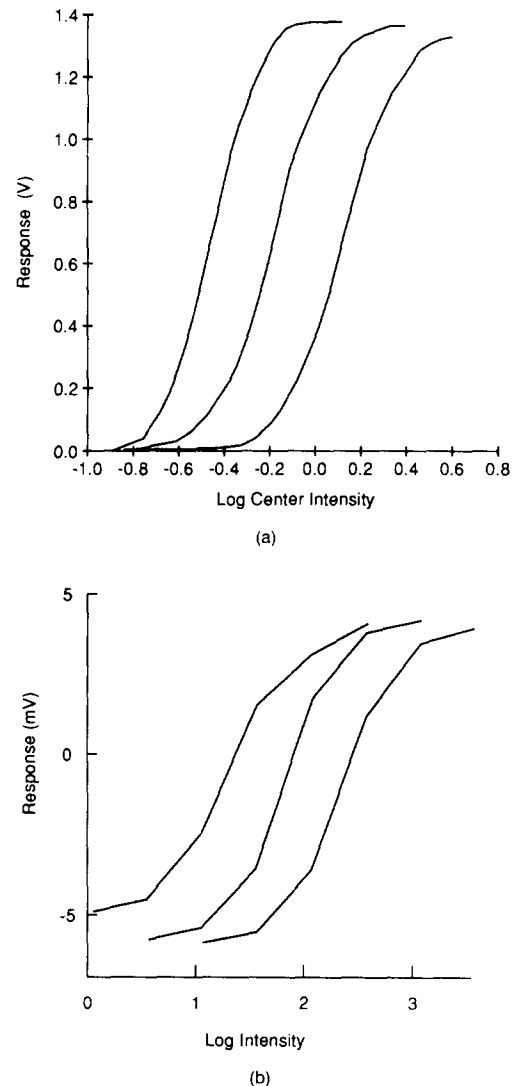 1.4
1.2
1.0
0.8
0.6
0.4
0.2
0.0
Response (V)
-1.0 -0.8 -0.6 -0.4 -0.2 0.0 0.2 0.4 0.6 0.8
Log Center Intensity
(a)
5
0
-5
Response (mV)
0 1 2 3
Log Intensity
(b)